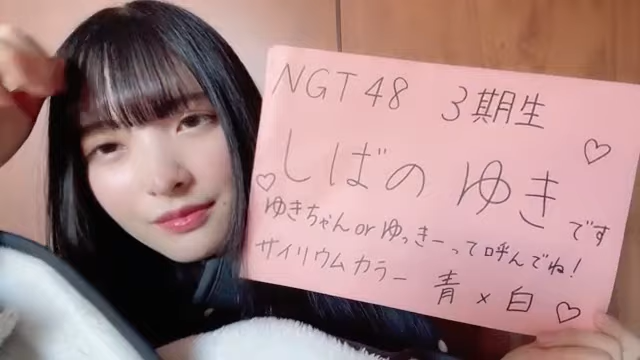 NGT48 3期生
しばの ゆき です
ゆきちゃん or ゆっきーって呼んでね!
サイリウムカラー 青×白